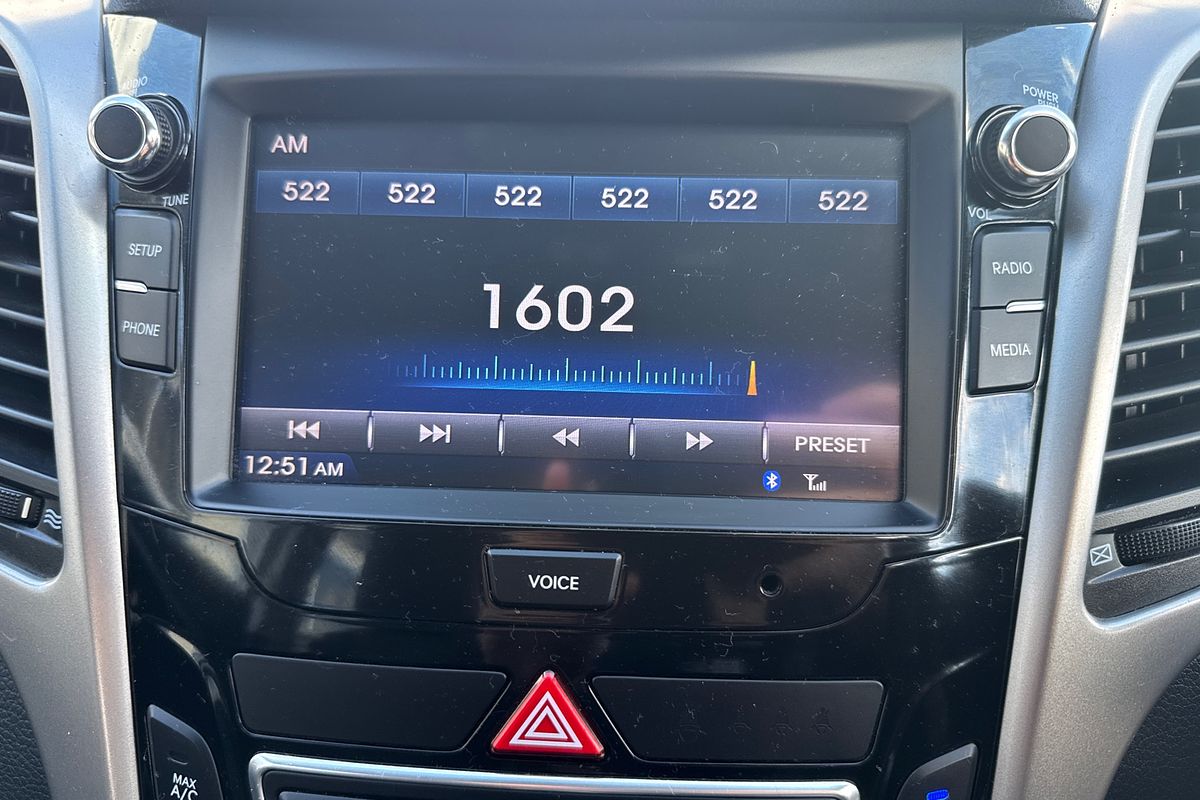 AUDIO
POWER
PUSH
AM
522 522 522 522 522 522
TUNE
VOL
SETUP
RADIO
1602
PHONE
MEDIA
PRESET
12:51 AM
VOICE
MAX
A/C